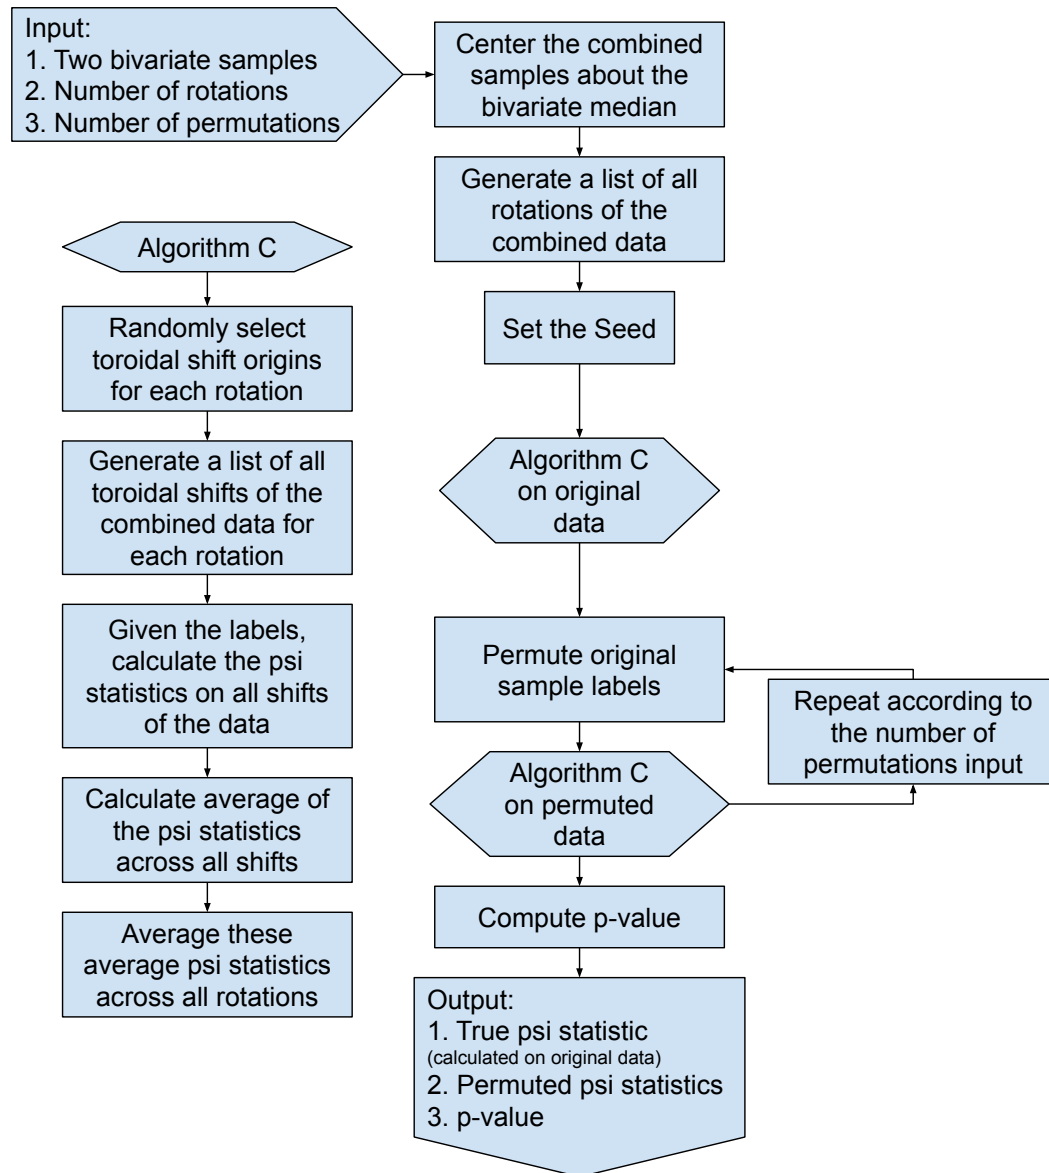 Input:
1. Two bivariate samples
2. Number of rotations
3. Number of permutations
Center the combined
samples about the
bivariate median
Generate a list of all
rotations of the
combined data
Set the Seed
Algorithm C
on original
data
Permute original
sample labels
Repeat according to
the number of
permutations input
Algorithm C
on permuted
data
Compute p-value
Output:
1. True psi statistic
(calculated on original data)
2. Permuted psi statistics
3. p-value
Algorithm C
Randomly select
toroidal shift origins
for each rotation
Generate a list of all
toroidal shifts of the
combined data for
each rotation
Given the labels,
calculate the psi
statistics on all shifts
of the data
Calculate average of
the psi statistics
across all shifts
Average these
average psi statistics
across all rotations